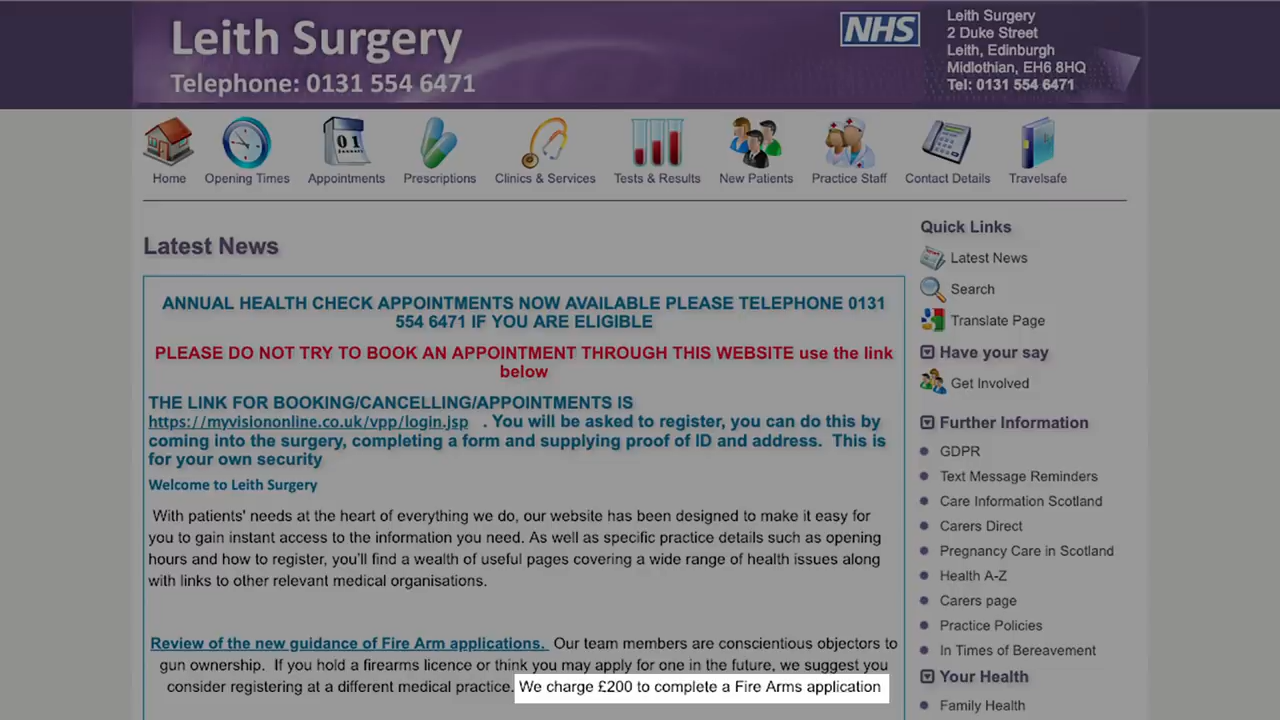 Leith Surgery
Telephone: 0131 554 6471
NHS
Leith Surgery
2 Duke Street
Leith, Edinburgh
Midlothian, EH6 8HQ
Tel: 0131 554 6471
01
Home
Opening Times
Appointments
Prescriptions
Clinics & Services
Tests & Results
New Patients
Practice Staff
Contact Details
Travelsafe
Latest News
ANNUAL HEALTH CHECK APPOINTMENTS NOW AVAILABLE PLEASE TELEPHONE 0131
554 6471 IF YOU ARE ELIGIBLE
PLEASE DO NOT TRY TO BOOK AN APPOINTMENT THROUGH THIS WEBSITE use the link
below
THE LINK FOR BOOKING/CANCELLING/APPOINTMENTS IS
https://myvisiononline.co.uk/vpp/login.jsp . You will be asked to register, you can do this by
coming into the surgery, completing a form and supplying proof of ID and address. This is
for your own security
Welcome to Leith Surgery
With patients' needs at the heart of everything we do, our website has been designed to make it easy for
you to gain instant access to the information you need. As well as specific practice details such as opening
hours and how to register, you'll find a wealth of useful pages covering a wide range of health issues along
with links to other relevant medical organisations.
Review of the new guidance of Fire Arm applications. Our team members are conscientious objectors to
gun ownership. If you hold a firearms licence or think you may apply for one in the future, we suggest you
consider registering at a different medical practice. We charge £200 to complete a Fire Arms application
Quick Links
Latest News
Search
Translate Page
Have your say
Get Involved
Further Information
GDPR
Text Message Reminders
Care Information Scotland
Carers Direct
Pregnancy Care in Scotland
Health A-Z
Carers page
Practice Policies
In Times of Bereavement
Your Health
Family Health